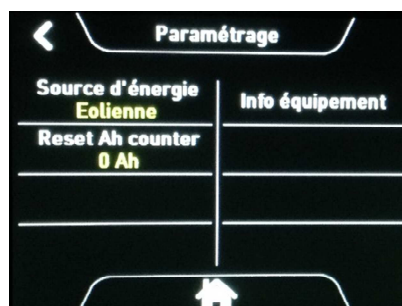 Paramétrage
Source d'énergie
Eolienne
Info équipement
Reset Ah counter
0 Ah